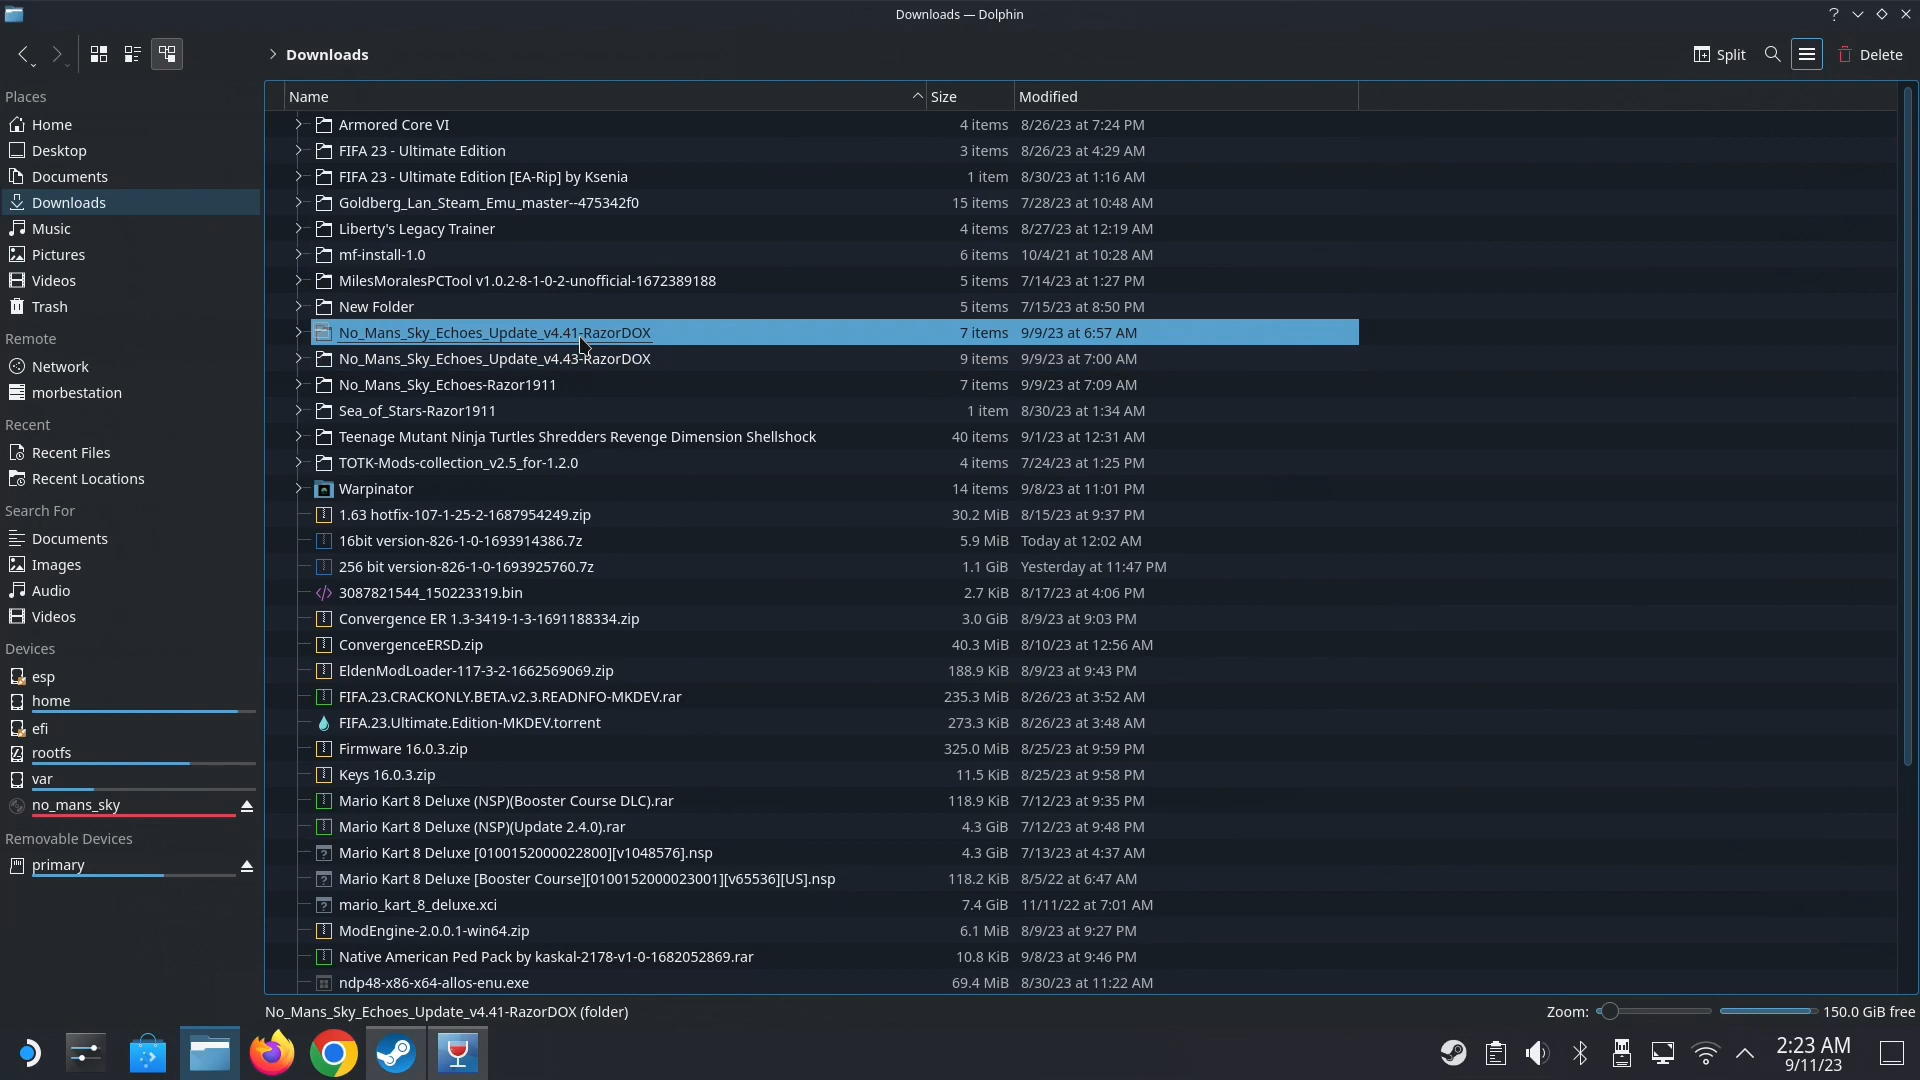 Downloads — Dolphin
Downloads
Split
Delete
Places
Home
Desktop
Documents
Downloads
Music
Pictures
Videos
Trash
Remote
Network
morbestation
Recent
Recent Files
Recent Locations
Search For
Documents
Images
Audio
Videos
Devices
esp
home
efi
rootfs
var
no_mans_sky
Removable Devices
primary
Name Size Modified
Armored Core VI 4 items 8/26/23 at 7:24 PM
FIFA 23 - Ultimate Edition 3 items 8/26/23 at 4:29 AM
FIFA 23 - Ultimate Edition [EA-Rip] by Ksenia 1 item 8/30/23 at 1:16 AM
Goldberg_Lan_Steam_Emu_master--475342f0 15 items 7/28/23 at 10:48 AM
Liberty's Legacy Trainer 4 items 8/27/23 at 12:19 AM
mf-install-1.0 6 items 10/4/21 at 10:28 AM
MilesMoralesPCTool v1.0.2-8-1-0-2-unofficial-1672389188 5 items 7/14/23 at 1:27 PM
New Folder 5 items 7/15/23 at 8:50 PM
No_Mans_Sky_Echoes_Update_v4.41-RazorDOX 7 items 9/9/23 at 6:57 AM
No_Mans_Sky_Echoes_Update_v4.43-RazorDOX 9 items 9/9/23 at 7:00 AM
No_Mans_Sky_Echoes-Razor1911 7 items 9/9/23 at 7:09 AM
Sea_of_Stars-Razor1911 1 item 8/30/23 at 1:34 AM
Teenage Mutant Ninja Turtles Shredders Revenge Dimension Shellshock 40 items 9/1/23 at 12:31 AM
TOTK-Mods-collection_v2.5_for-1.2.0 4 items 7/24/23 at 1:25 PM
Warpinator 14 items 9/8/23 at 11:01 PM
1.63 hotfix-107-1-25-2-1687954249.zip 30.2 MiB 8/15/23 at 9:37 PM
16bit version-826-1-0-1693914386.7z 5.9 MiB Today at 12:02 AM
256 bit version-826-1-0-1693925760.7z 1.1 GiB Yesterday at 11:47 PM
3087821544_150223319.bin 2.7 KiB 8/17/23 at 4:06 PM
Convergence ER 1.3-3419-1-3-1691188334.zip 3.0 GiB 8/9/23 at 9:03 PM
ConvergenceERSD.zip 40.3 MiB 8/10/23 at 12:56 AM
EldenModLoader-117-3-2-1662569069.zip 188.9 KiB 8/9/23 at 9:43 PM
FIFA.23.CRACKONLY.BETA.v2.3.READNFO-MKDEV.rar 235.3 MiB 8/26/23 at 3:52 AM
FIFA.23.Ultimate.Edition-MKDEV.torrent 273.3 KiB 8/26/23 at 3:48 AM
Firmware 16.0.3.zip 325.0 MiB 8/25/23 at 9:59 PM
Keys 16.0.3.zip 11.5 KiB 8/25/23 at 9:58 PM
Mario Kart 8 Deluxe (NSP)(Booster Course DLC).rar 118.9 KiB 7/12/23 at 9:35 PM
Mario Kart 8 Deluxe (NSP)(Update 2.4.0).rar 4.3 GiB 7/12/23 at 9:48 PM
Mario Kart 8 Deluxe [0100152000022800][v1048576].nsp 4.3 GiB 7/13/23 at 4:37 AM
Mario Kart 8 Deluxe [Booster Course][0100152000023001][v65536][US].nsp 118.2 KiB 8/5/22 at 6:47 AM
mario_kart_8_deluxe.xci 7.4 GiB 11/11/22 at 7:01 AM
ModEngine-2.0.0.1-win64.zip 6.1 MiB 8/9/23 at 9:27 PM
Native American Ped Pack by kaskal-2178-v1-0-1682052869.rar 10.8 KiB 9/8/23 at 9:46 PM
ndp48-x86-x64-allos-enu.exe 69.4 MiB 8/30/23 at 11:22 AM
No_Mans_Sky_Echoes_Update_v4.41-RazorDOX (folder)
Zoom:
150.0 GiB free
2:23 AM
9/11/23